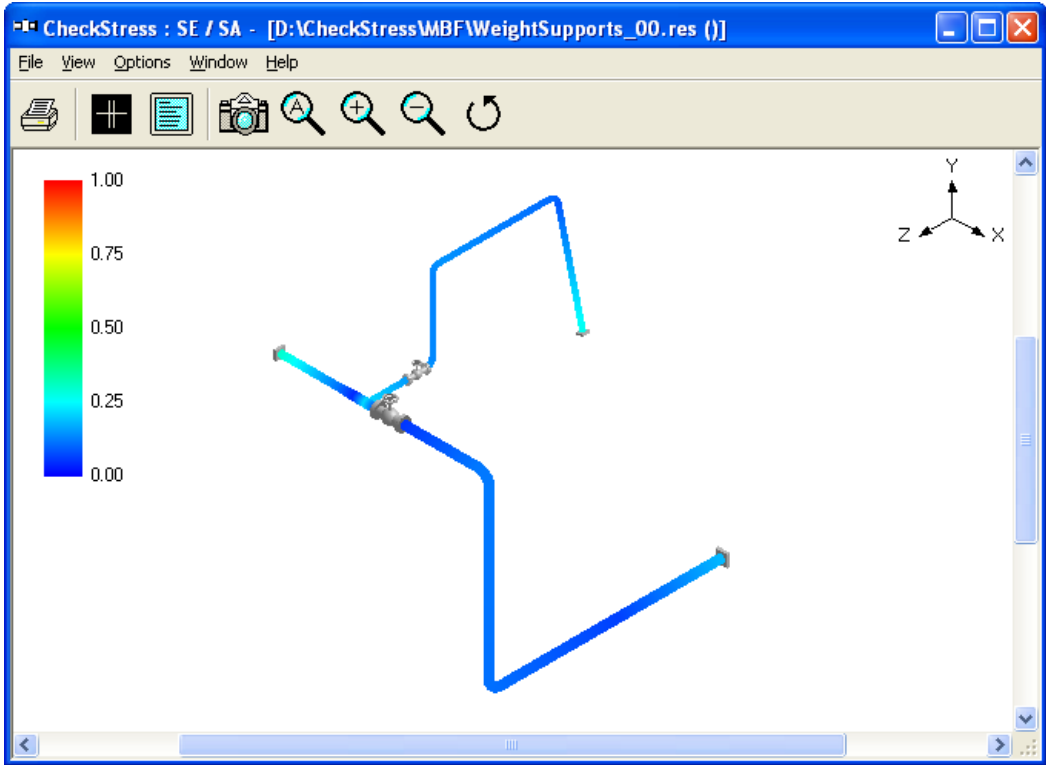 CheckStress : SE / SA - [D:\CheckStress\MBF\WeightSupports_00.res ()]
File View Options Window Help
A
1.00
0.75
0.50
0.25
0.00
Y
Z
X